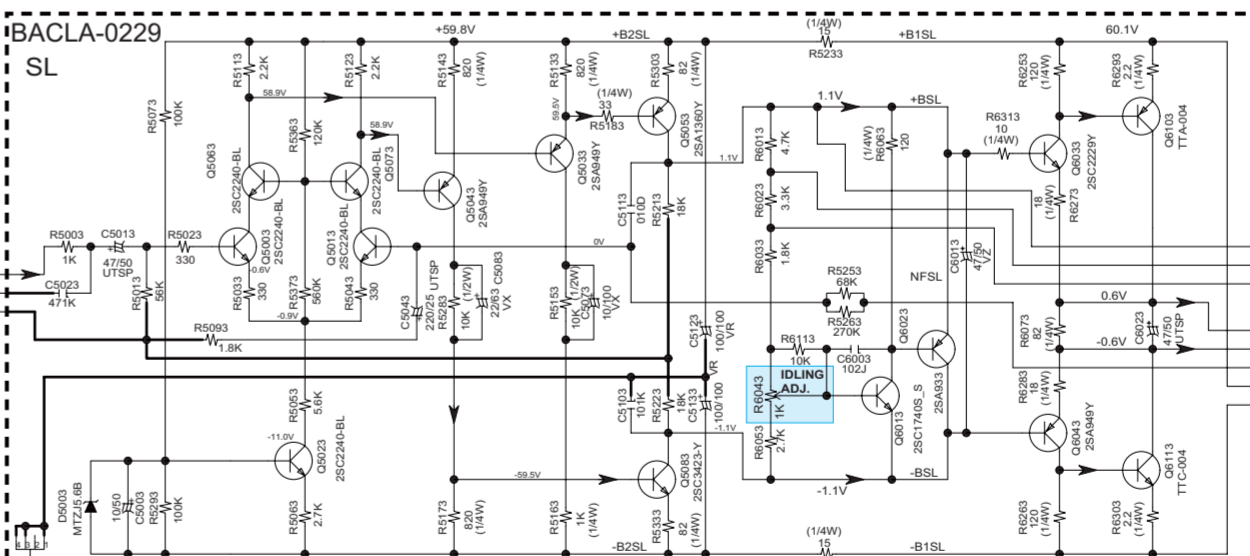 BACLA-0229
SL
+59.8V
+B2SL
(1/4W)
15
R5233
+B1SL
60.1V
R5113
2.2K
R5123
2.2K
R5143
820
(1/4W)
R5133
820
(1/4W)
R5303
82
(1/4W)
R6253
120
(1/4W)
R6293
2.2
(1/4W)
R5073
100K
58.9V
R5363
120K
58.9V
59.5V
(1/4W)
33
R5183
Q5053
2SA1360Y
1.1V
+BSL
R6013
4.7K
(1/4W)
R6063
120
R6313
10
(1/4W)
Q6103
TTA-004
Q5063
2SC2240-BL
Q5073
2SC2240-BL
Q5033
2SA949Y
Q6033
2SC2229Y
1.1V
Q5043
2SA949Y
C5113
010D
R5213
18K
R6023
3.3K
18
(1/4W)
R6273
R5003
1K
C5013
47/50
UTSP
R5023
330
Q5003
2SC2240-BL
Q5013
2SC2240-BL
0V
R6033
1.8K
C6013
47/50
VZ
C5023
471K
R5013
56K
-0.6V
R5033
330
R5373
560K
R5043
330
-0.9V
C5043
220/25
UTSP
R5283
10K
(1/2W)
C5083
22/63
VX
R5153
10K
(1/2W)
C5073
10/100
VX
R5253
68K
R5263
270K
NFSL
Q6023
2SA933
0.6V
R6073
82
(1/4W)
C6023
47/50
UTSP
-0.6V
R5093
1.8K
C5123
100/100
VR
R6113
10K
C6003
102J
VR
IDLING
ADJ.
R6043
1K
R6283
18
(1/4W)
R5053
5.6K
C5103
101K
R5223
18K
C5133
100/100
Q6013
2SC1740S_S
-1.1V
R6053
2.7K
Q6043
2SA949Y
-11.0V
Q5023
2SC2240-BL
-59.5V
Q5083
2SC3423-Y
-1.1V
-BSL
Q6113
TTC-004
D5003
MTZJ5.6B
10/50
C5003
R5293
100K
R5063
2.7K
R5173
820
(1/4W)
R5163
1K
(1/4W)
R5333
82
(1/4W)
R6263
120
(1/4W)
R6303
2.2
(1/4W)
4 3 2 1
-B2SL
(1/4W)
15
-B1SL